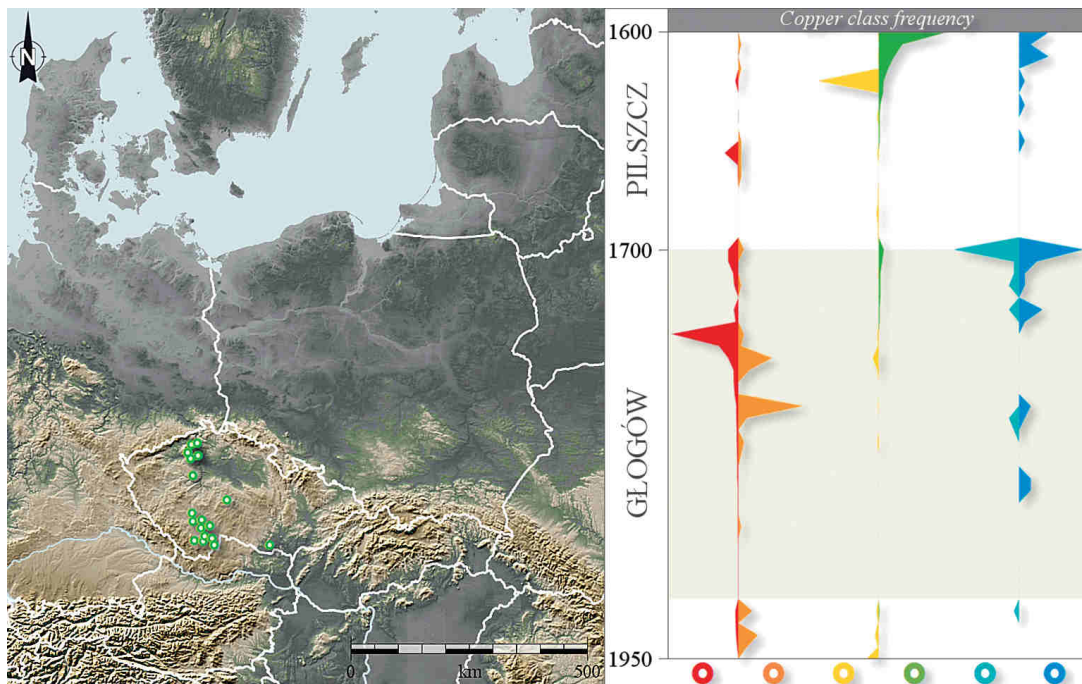 N
0
km
500
Copper class frequency
1600
PILSZCZ
1700
GŁOGÓW
1950